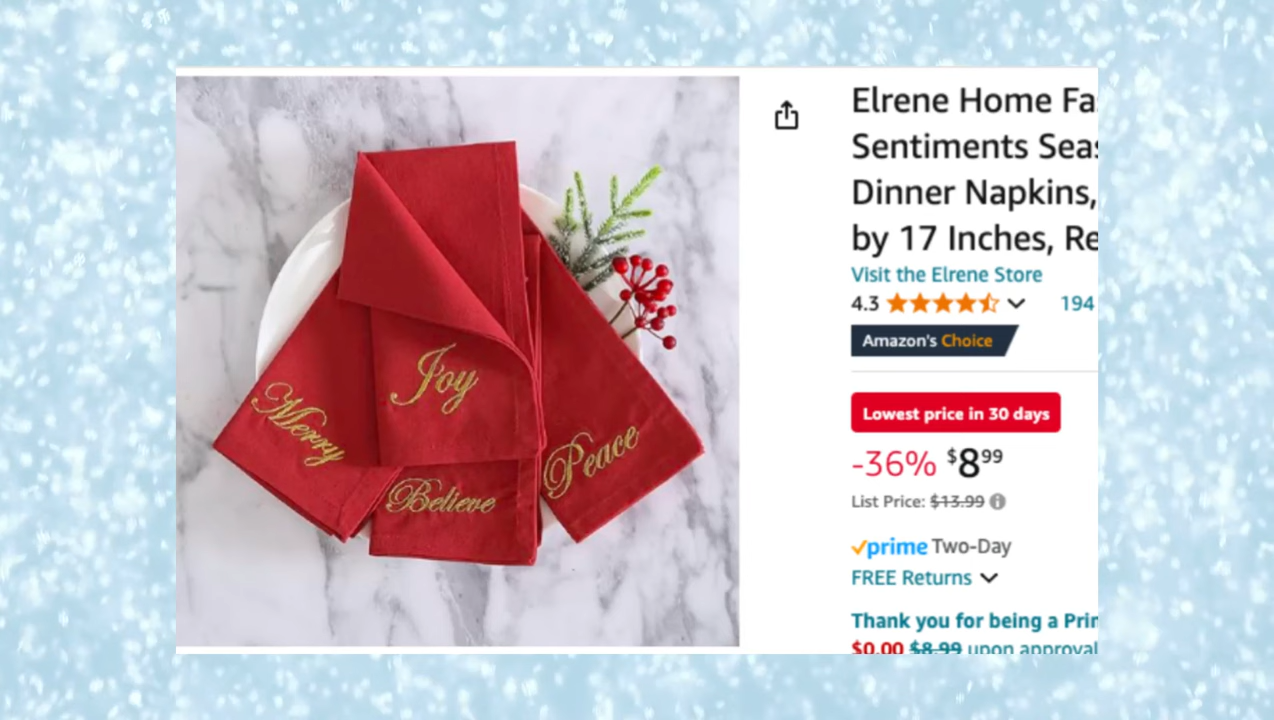 Elrene Home Fa
Sentiments Seas
Dinner Napkins,
by 17 Inches, Re
Visit the Elrene Store
4.3
194
Amazon's Choice
Lowest price in 30 days
-36% $8.99
List Price: $13.99
prime Two-Day
FREE Returns
Thank you for being a Prim
$0.00 $8.99 upon approval
Joy
Merry
Peace
Believe